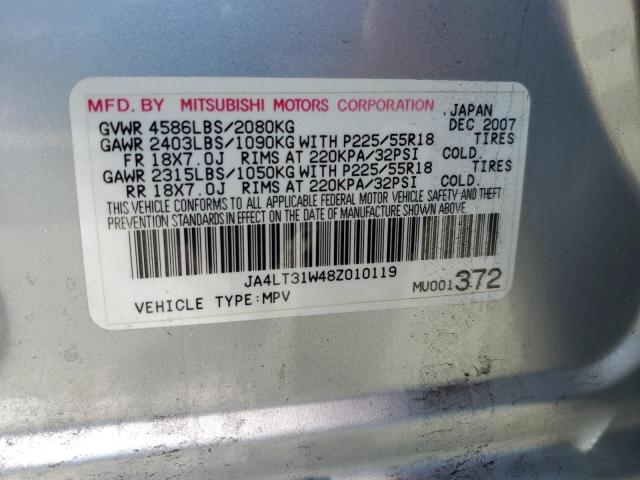 MFD. BY MITSUBISHI MOTORS CORPORATION JAPAN
GVWR 4586LBS/2080KG DEC 2007
GAWR 2403LBS/1090KG WITH P225/55R18 TIRES
FR 18X7.0J RIMS AT 220KPA/32PSI COLD.
GAWR 2315LBS/1050KG WITH P225/55R18 TIRES
RR 18X7.0J RIMS AT 220KPA/32PSI COLD.
THIS VEHICLE CONFORMS TO ALL APPLICABLE FEDERAL MOTOR VEHICLE SAFETY AND THEFT
PREVENTION STANDARDS IN EFFECT ON THE DATE OF MANUFACTURE SHOWN ABOVE.
JA4LT31W48Z010119
VEHICLE TYPE:MPV MU001372